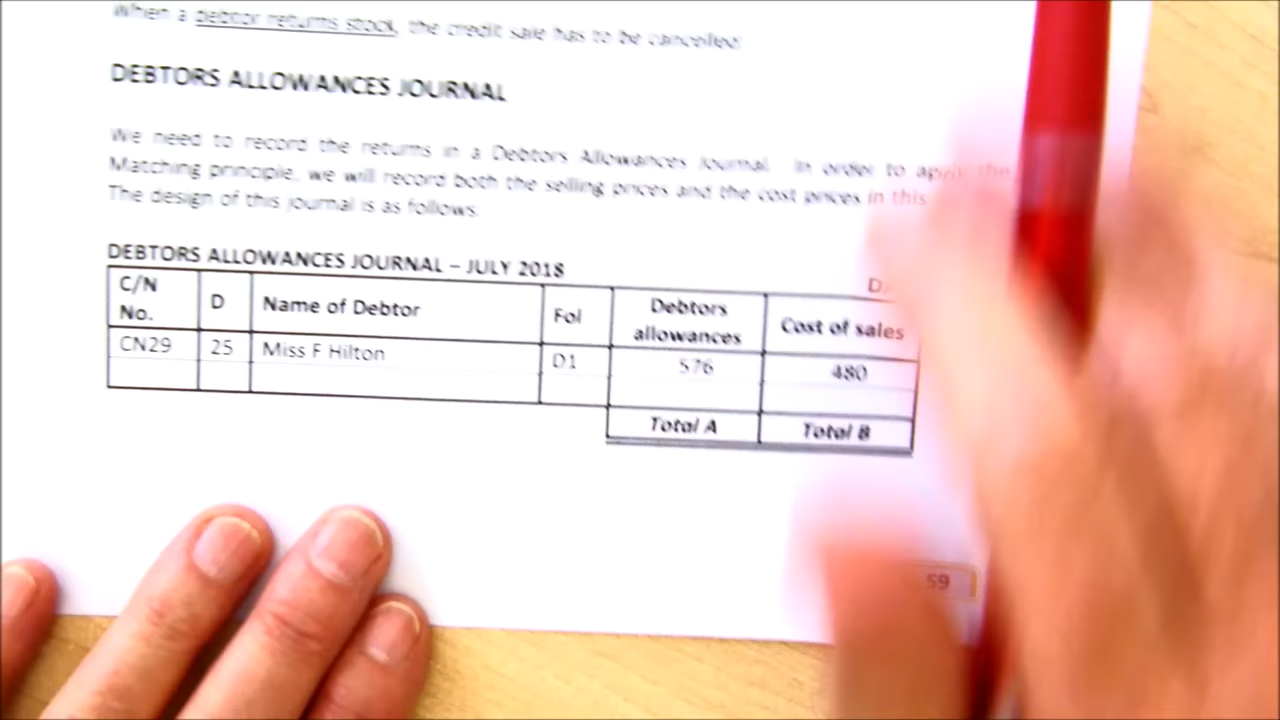 When a debtor returns stock, the credit sale has to be cancelled
DEBTORS ALLOWANCES JOURNAL
We need to record the returns in a Debtors Allowances Journal. In order to apply the
Matching principle, we will record both the selling prices and the cost prices in this
The design of this journal is as follows:
DEBTORS ALLOWANCES JOURNAL – JULY 2018
C/N No. D Name of Debtor Fol Debtors allowances Cost of sales
CN29 25 Miss F Hilton D1 576 480
Total A Total B
59